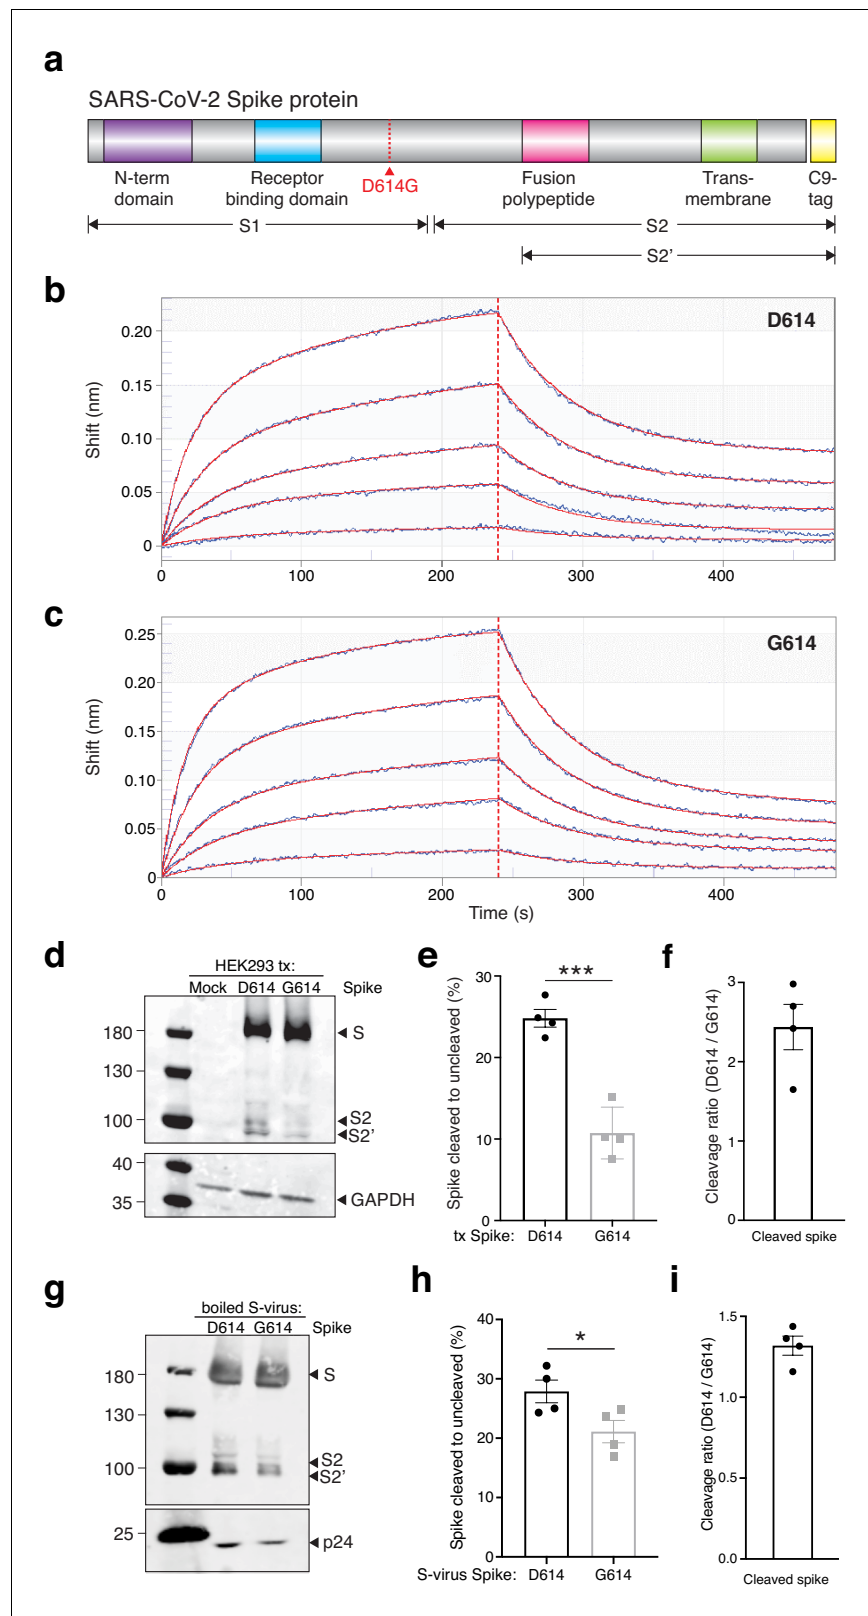 a
SARS-CoV-2 Spike protein
N-term domain
Receptor binding domain
D614G
Fusion polypeptide
Trans-membrane
C9-tag
S1
S2
S2'
b
D614
Shift (nm)
0.20
0.15
0.10
0.05
0
0 100 200 300 400
c
G614
Shift (nm)
0.25
0.20
0.15
0.10
0.05
0
0 100 200 300 400
Time (s)
d
HEK293 tx:
Mock D614 G614 Spike
180
130
100
40
35
S
S2
S2'
GAPDH
e
Spike cleaved to uncleaved (%)
30
20
10
0
***
tx Spike: D614 G614
f
Cleavage ratio (D614 / G614)
3
2
1
0
Cleaved spike
g
boiled S-virus:
D614 G614 Spike
180
130
100
25
S
S2
S2'
p24
h
Spike cleaved to uncleaved (%)
40
30
20
10
0
*
S-virus Spike: D614 G614
i
Cleavage ratio (D614 / G614)
1.5
1.0
0.5
0.0
Cleaved spike